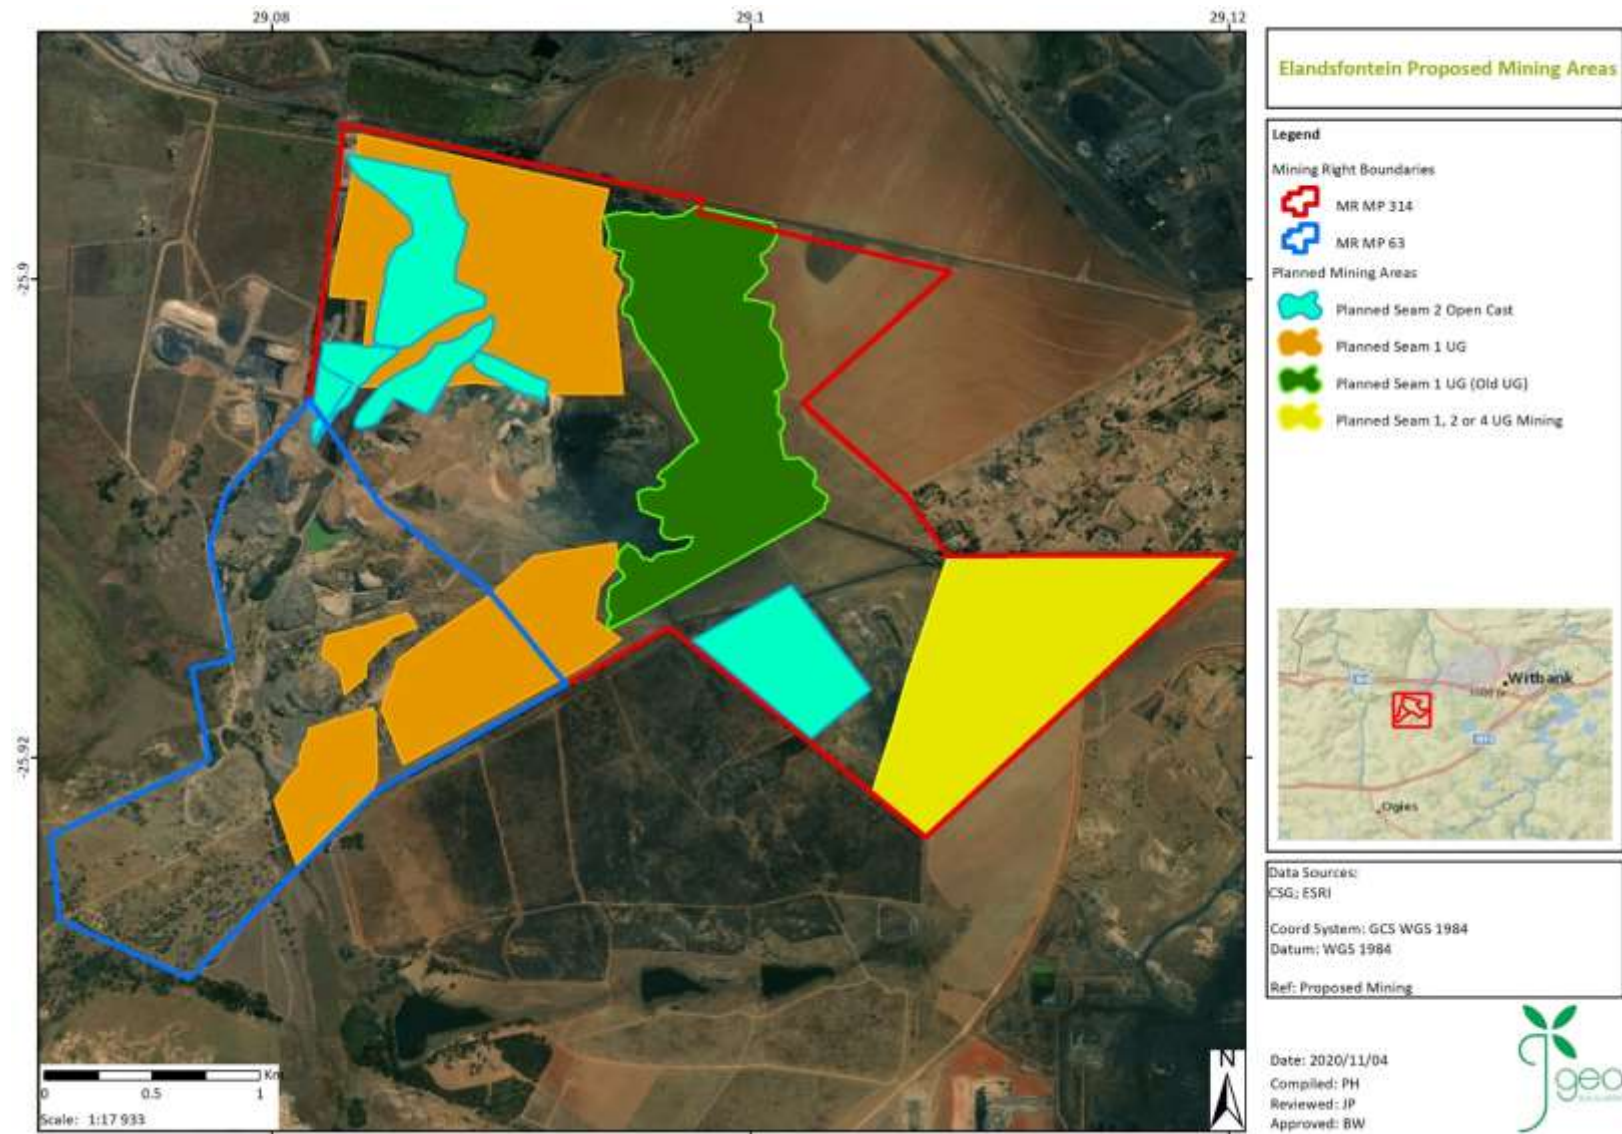 29.08
29.1
29.12
-25.9
-25.92
N
Km
0
0.5
1
Scale: 1:17 933
Elandsfontein Proposed Mining Areas
Legend
Mining Right Boundaries
MR MP 314
MR MP 63
Planned Mining Areas
Planned Seam 2 Open Cast
Planned Seam 1 UG
Planned Seam 1 UG (Old UG)
Planned Seam 1, 2 or 4 UG Mining
Witbank
Ogies
Data Sources:
CSG; ESRI
Coord System: GCS WGS 1984
Datum: WGS 1984
Ref: Proposed Mining
Date: 2020/11/04
Compiled: PH
Reviewed: JP
Approved: BW
geo